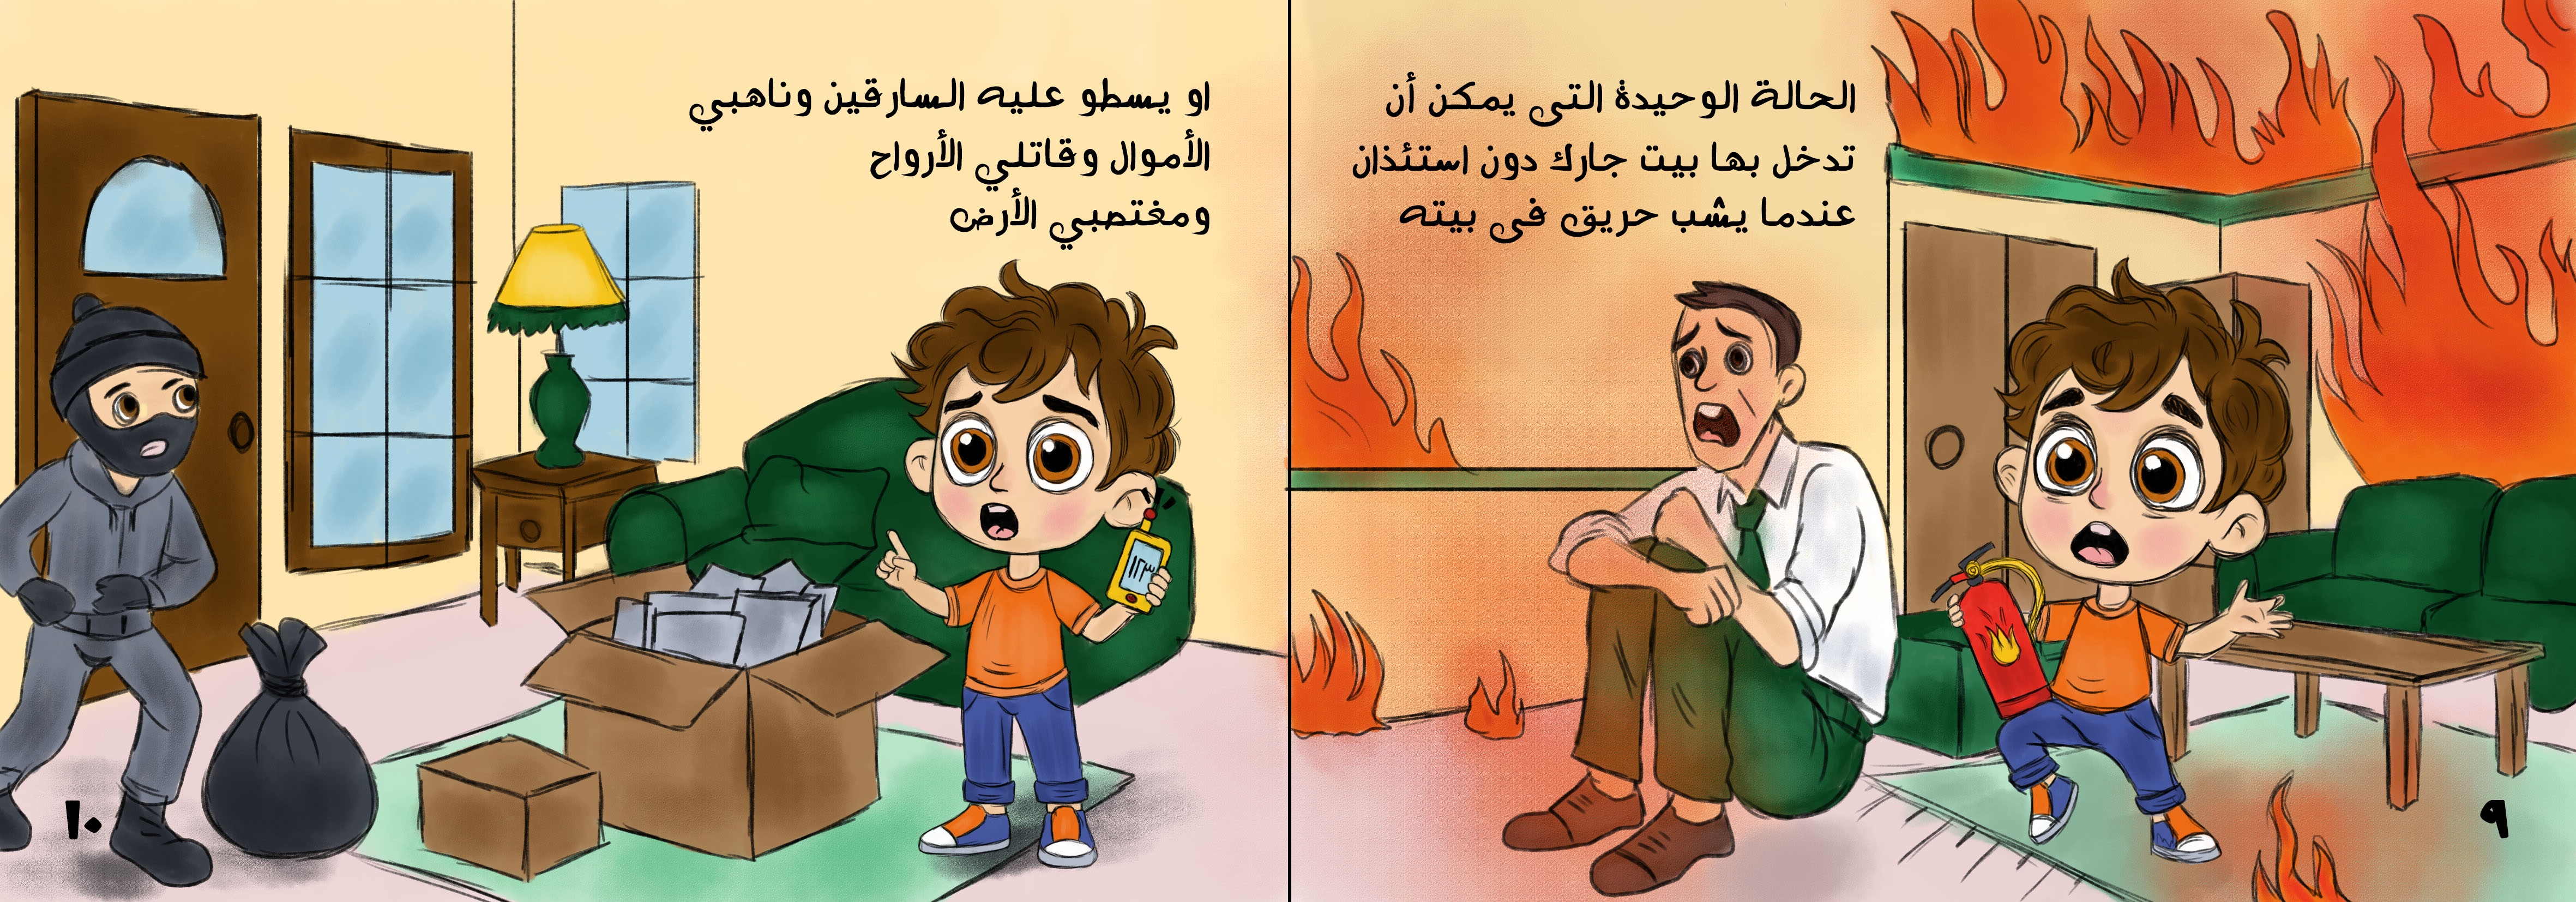 الحالة الوحيدة التى يمكن أن
تدخل بها بيت جارك دون استئذان
عندما يشب حريق فى بيته
٩
او يسطو عليه السارقين وناهبي
الأموال وقاتلي الأرواح
ومغتصبي الأرض
١٢٣
١٠